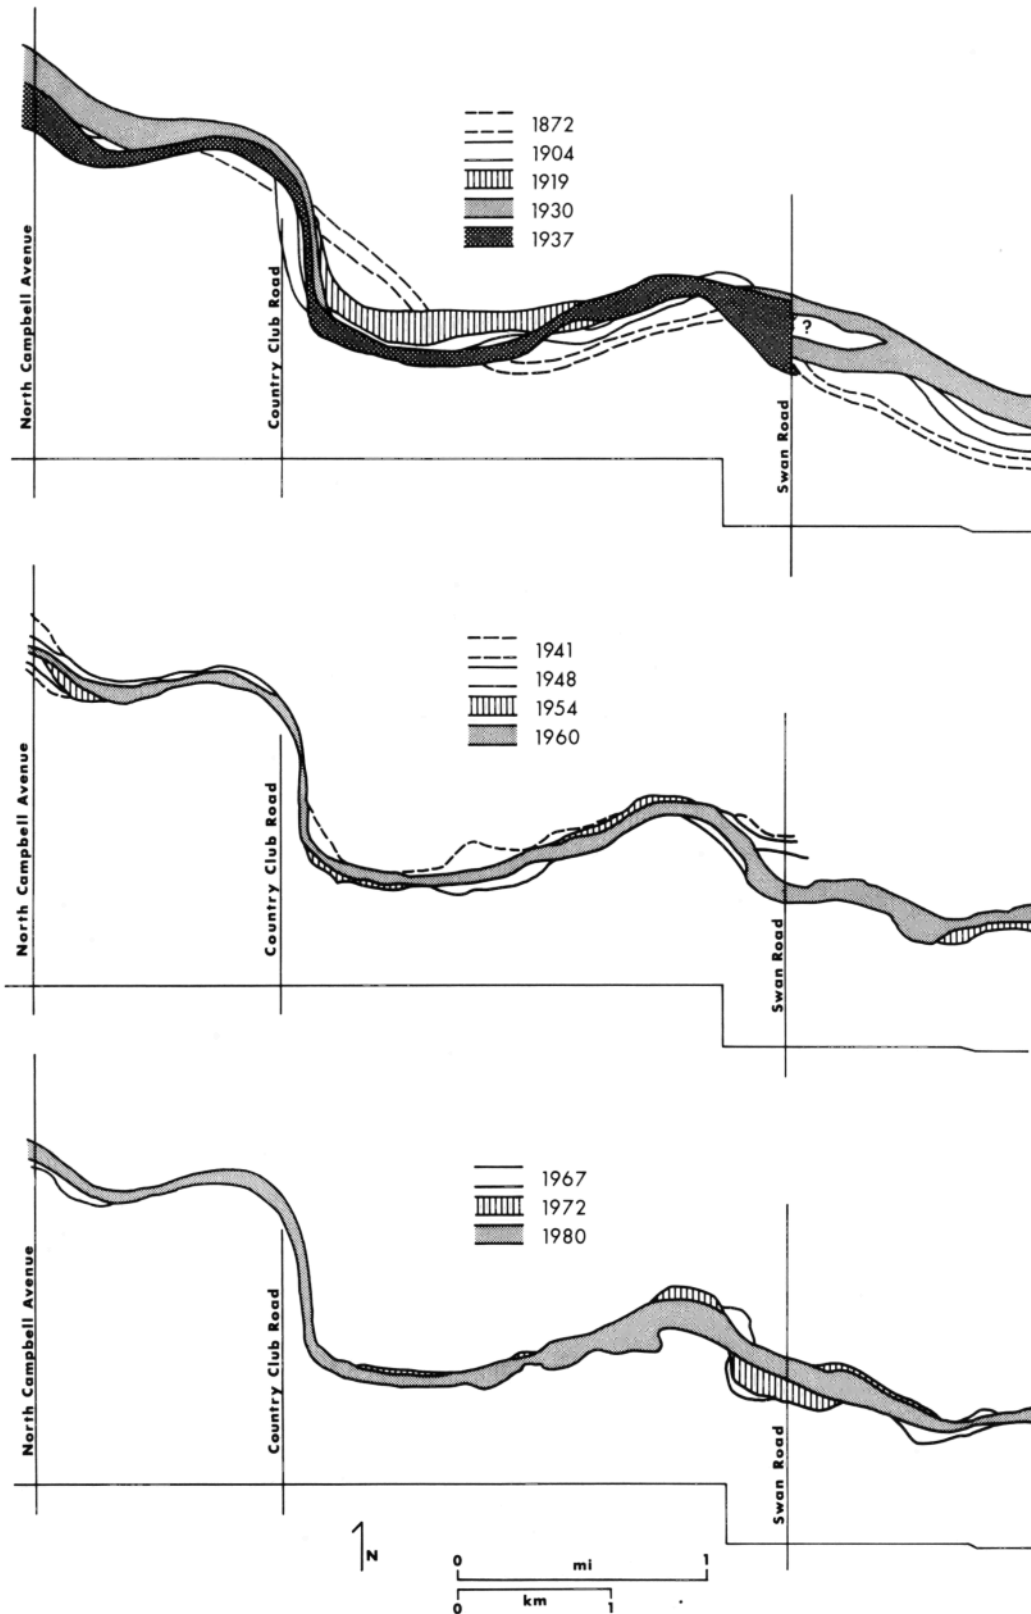 1872
1904
1919
1930
1937
North Campbell Avenue
Country Club Road
Swan Road
?
1941
1948
1954
1960
North Campbell Avenue
Country Club Road
Swan Road
1967
1972
1980
North Campbell Avenue
Country Club Road
Swan Road
N
0 mi 1
0 km 1